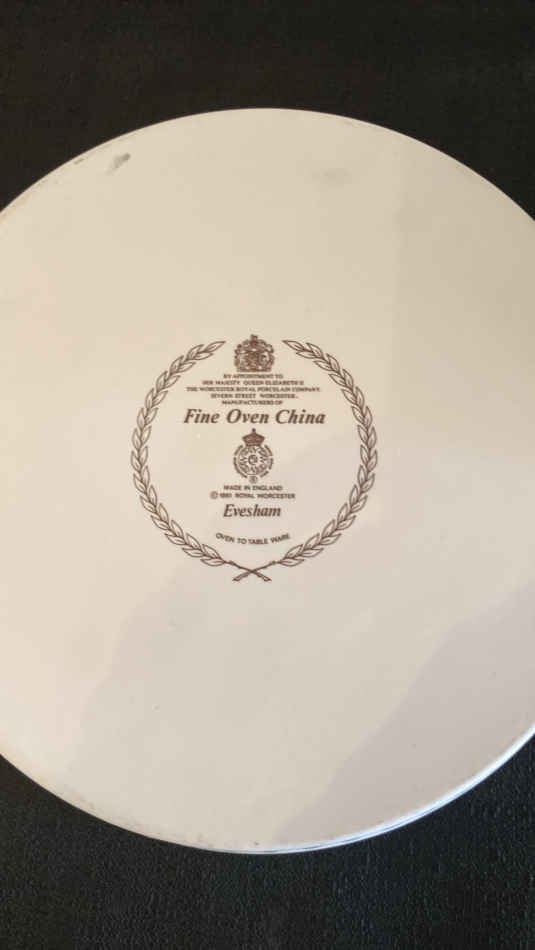 BY APPOINTMENT TO
HER MAJESTY QUEEN ELIZABETH II
THE WORCESTER ROYAL PORCELAIN COMPANY,
SEVERN STREET WORCESTER,
MANUFACTURERS OF
Fine Oven China
®
MADE IN ENGLAND
© 1961 ROYAL WORCESTER
Evesham
OVEN TO TABLE WARE